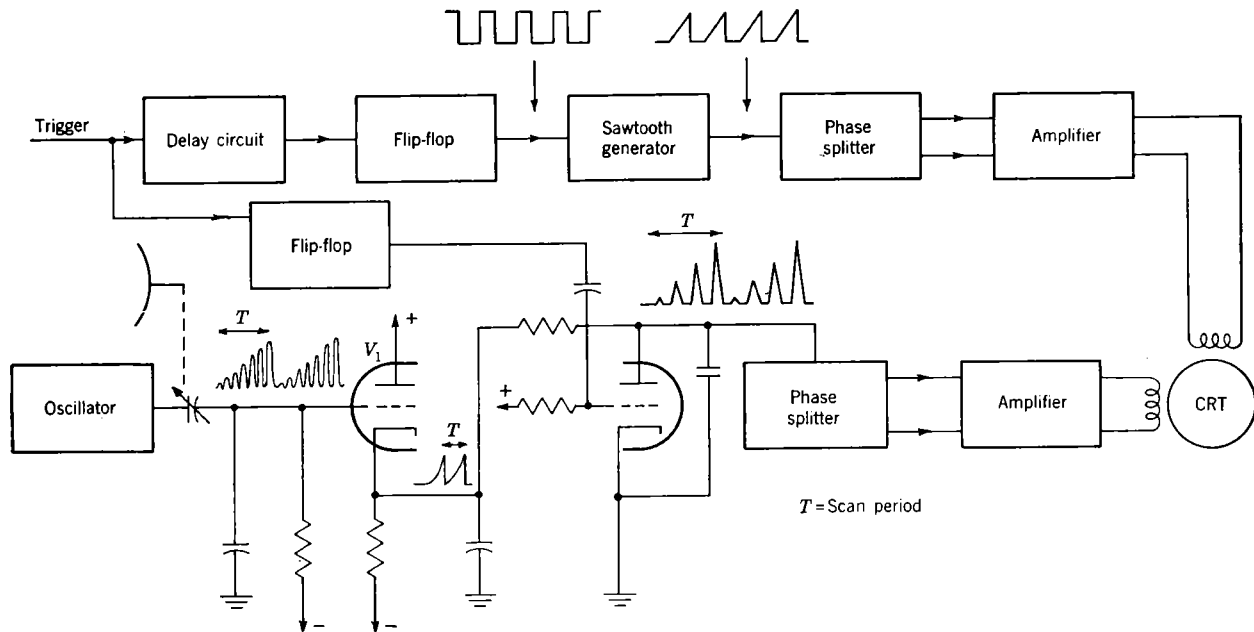 Trigger
Delay circuit
Flip-flop
Sawtooth
generator
Phase
splitter
Amplifier
Flip-flop
T
T
V1
+
+
Oscillator
T
Phase
splitter
Amplifier
CRT
T = Scan period
−
−